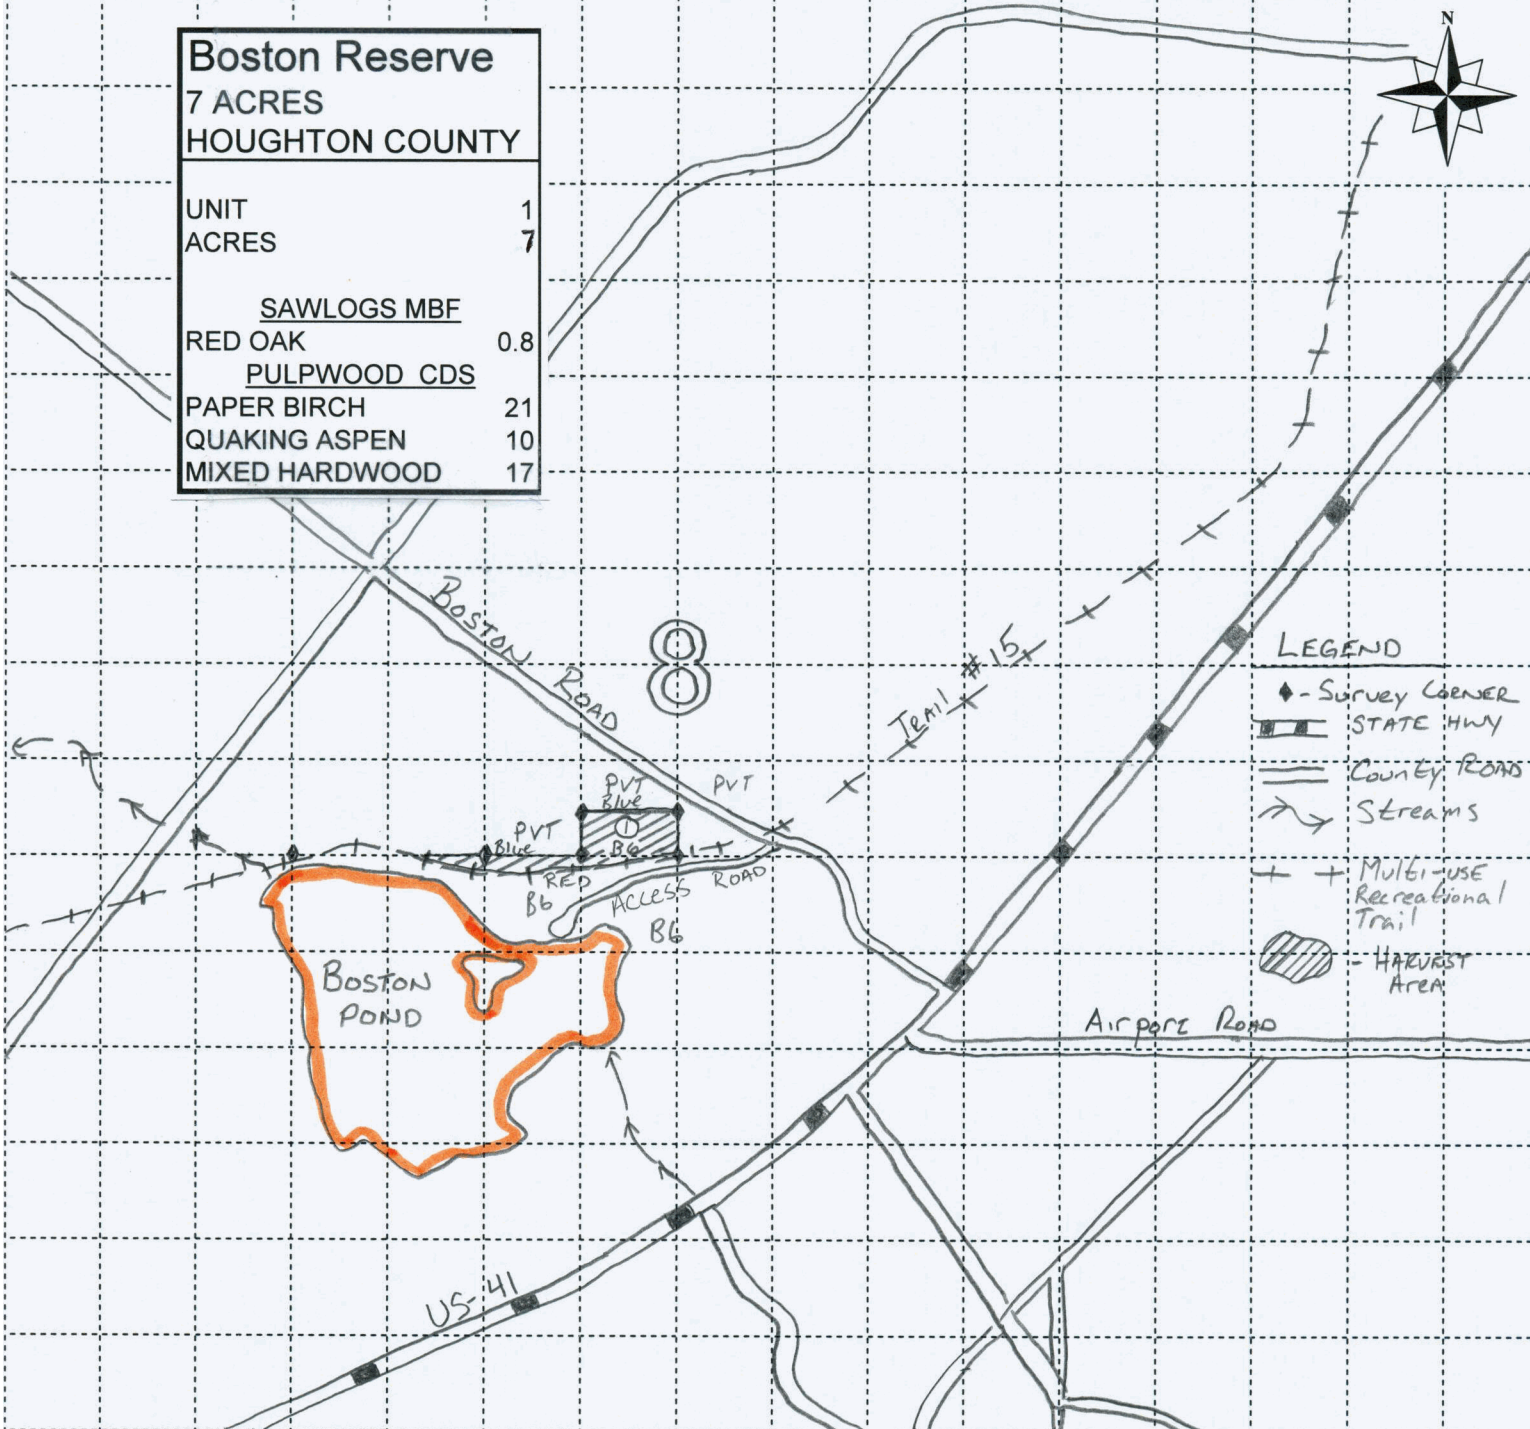 Boston Reserve
7 ACRES
HOUGHTON COUNTY
UNIT 1
ACRES 7
SAWLOGS MBF
RED OAK 0.8
PULPWOOD CDS
PAPER BIRCH 21
QUAKING ASPEN 10
MIXED HARDWOOD 17
N
BOSTON ROAD
8
TRAIL #15
LEGEND
- Survey CORNER
STATE HWY
County ROAD
Streams
Multi-use
Recreational
Trail
- HARVEST
AreA
PVT
Blue
PVT
PVT
Blue
1
B6
RED
B6
ACCESS ROAD
B6
BOSTON
POND
Airport ROAD
US-41